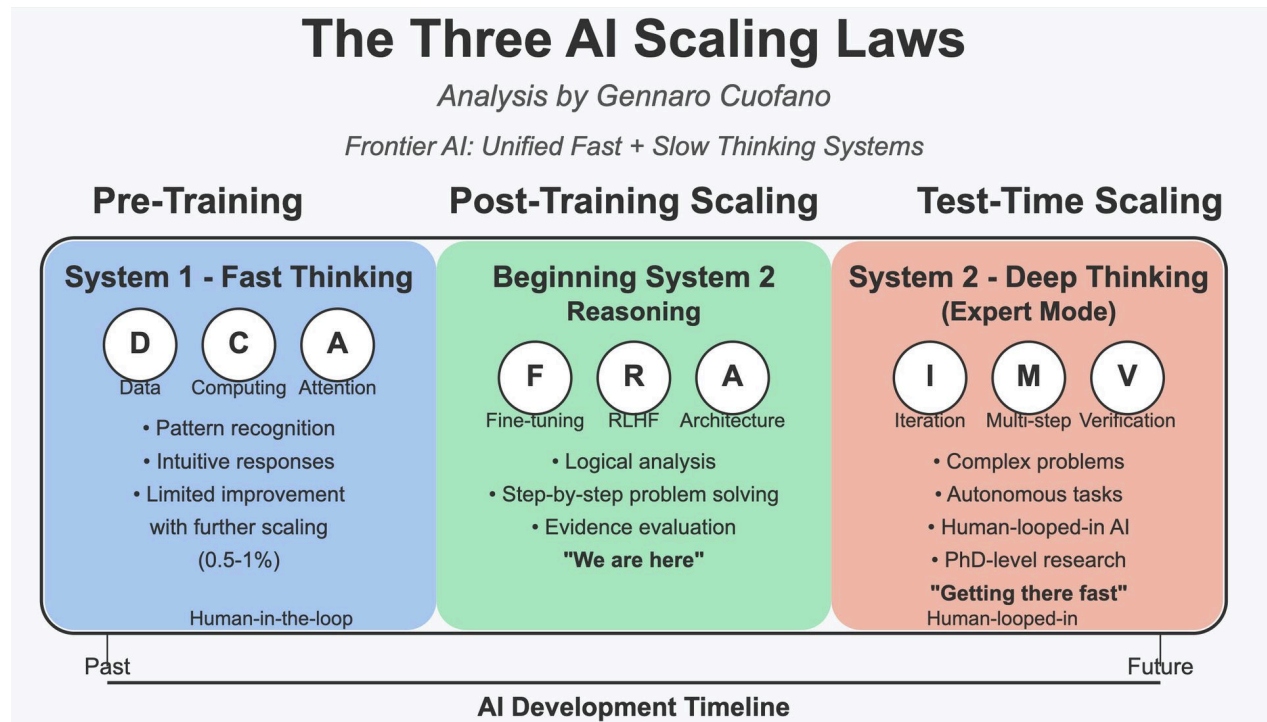 The Three AI Scaling Laws
Analysis by Gennaro Cuofano
Frontier AI: Unified Fast + Slow Thinking Systems
Pre-Training
System 1 - Fast Thinking
D C A
Data Computing Attention
• Pattern recognition
• Intuitive responses
• Limited improvement
with further scaling
(0.5-1%)
Human-in-the-loop
Post-Training Scaling
Beginning System 2
Reasoning
F R A
Fine-tuning RLHF Architecture
• Logical analysis
• Step-by-step problem solving
• Evidence evaluation
"We are here"
Test-Time Scaling
System 2 - Deep Thinking
(Expert Mode)
I M V
Iteration Multi-step Verification
• Complex problems
• Autonomous tasks
• Human-looped-in AI
• PhD-level research
"Getting there fast"
Human-looped-in
Past
Future
AI Development Timeline